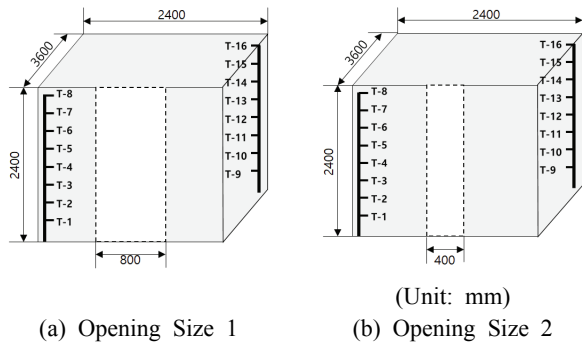 2400
3600
T-16
T-15
T-14
T-13
T-12
T-11
T-10
T-9
T-8
T-7
T-6
T-5
T-4
T-3
T-2
T-1
2400
800
2400
3600
T-16
T-15
T-14
T-13
T-12
T-11
T-10
T-9
T-8
T-7
T-6
T-5
T-4
T-3
T-2
T-1
2400
400
(Unit: mm)
(a) Opening Size 1
(b) Opening Size 2